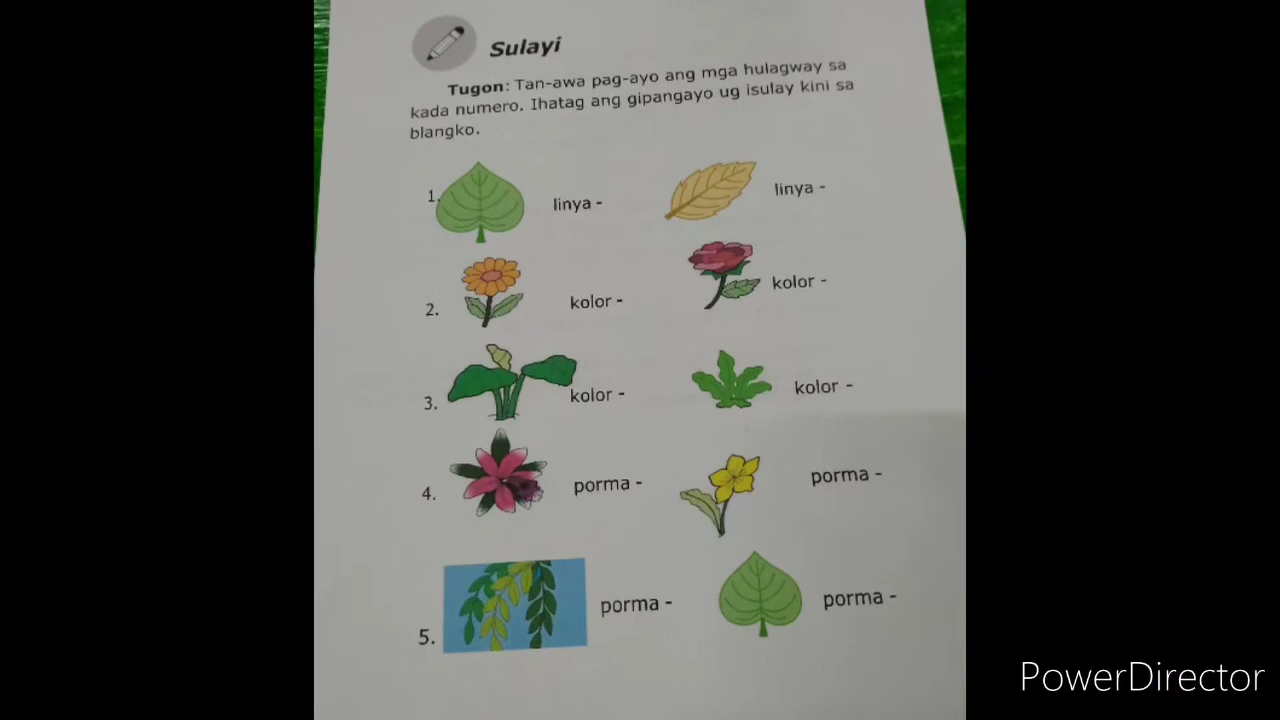 Sulayi
Tugon: Tan-awa pag-ayo ang mga hulagway sa
kada numero. Ihatag ang gipangayo ug isulay kini sa
blangko.
1. linya - linya -
2. kolor - kolor -
3. kolor - kolor -
4. porma - porma -
5. porma - porma -
PowerDirector